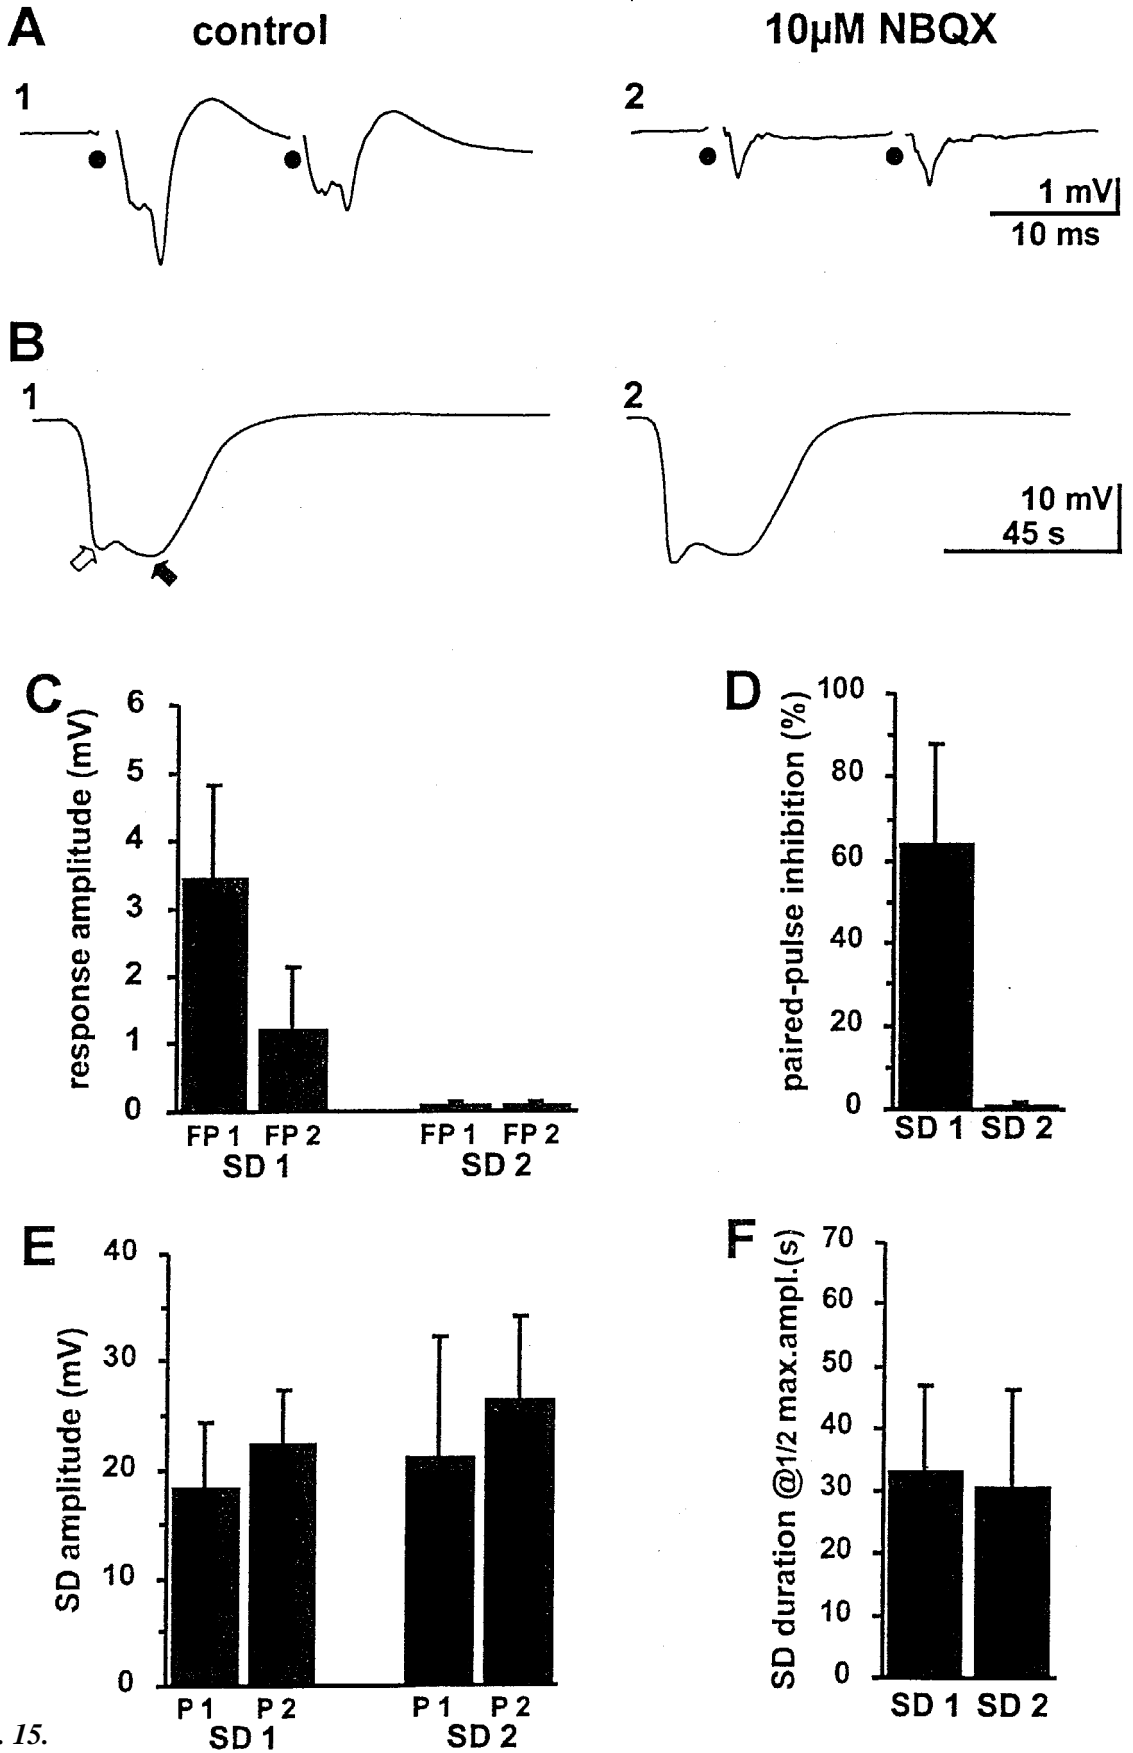 A
control
10µM NBQX
1
2
1 mV
10 ms
B
1
2
10 mV
45 s
C
response amplitude (mV)
6
5
4
3
2
1
0
FP 1 FP 2 FP 1 FP 2
SD 1 SD 2
D
paired-pulse inhibition (%)
100
80
60
40
20
0
SD 1 SD 2
E
SD amplitude (mV)
40
30
20
10
0
P 1 P 2 P 1 P 2
SD 1 SD 2
F
SD duration @1/2 max.ampl.(s)
70
60
50
40
30
20
10
0
SD 1 SD 2
. 15.